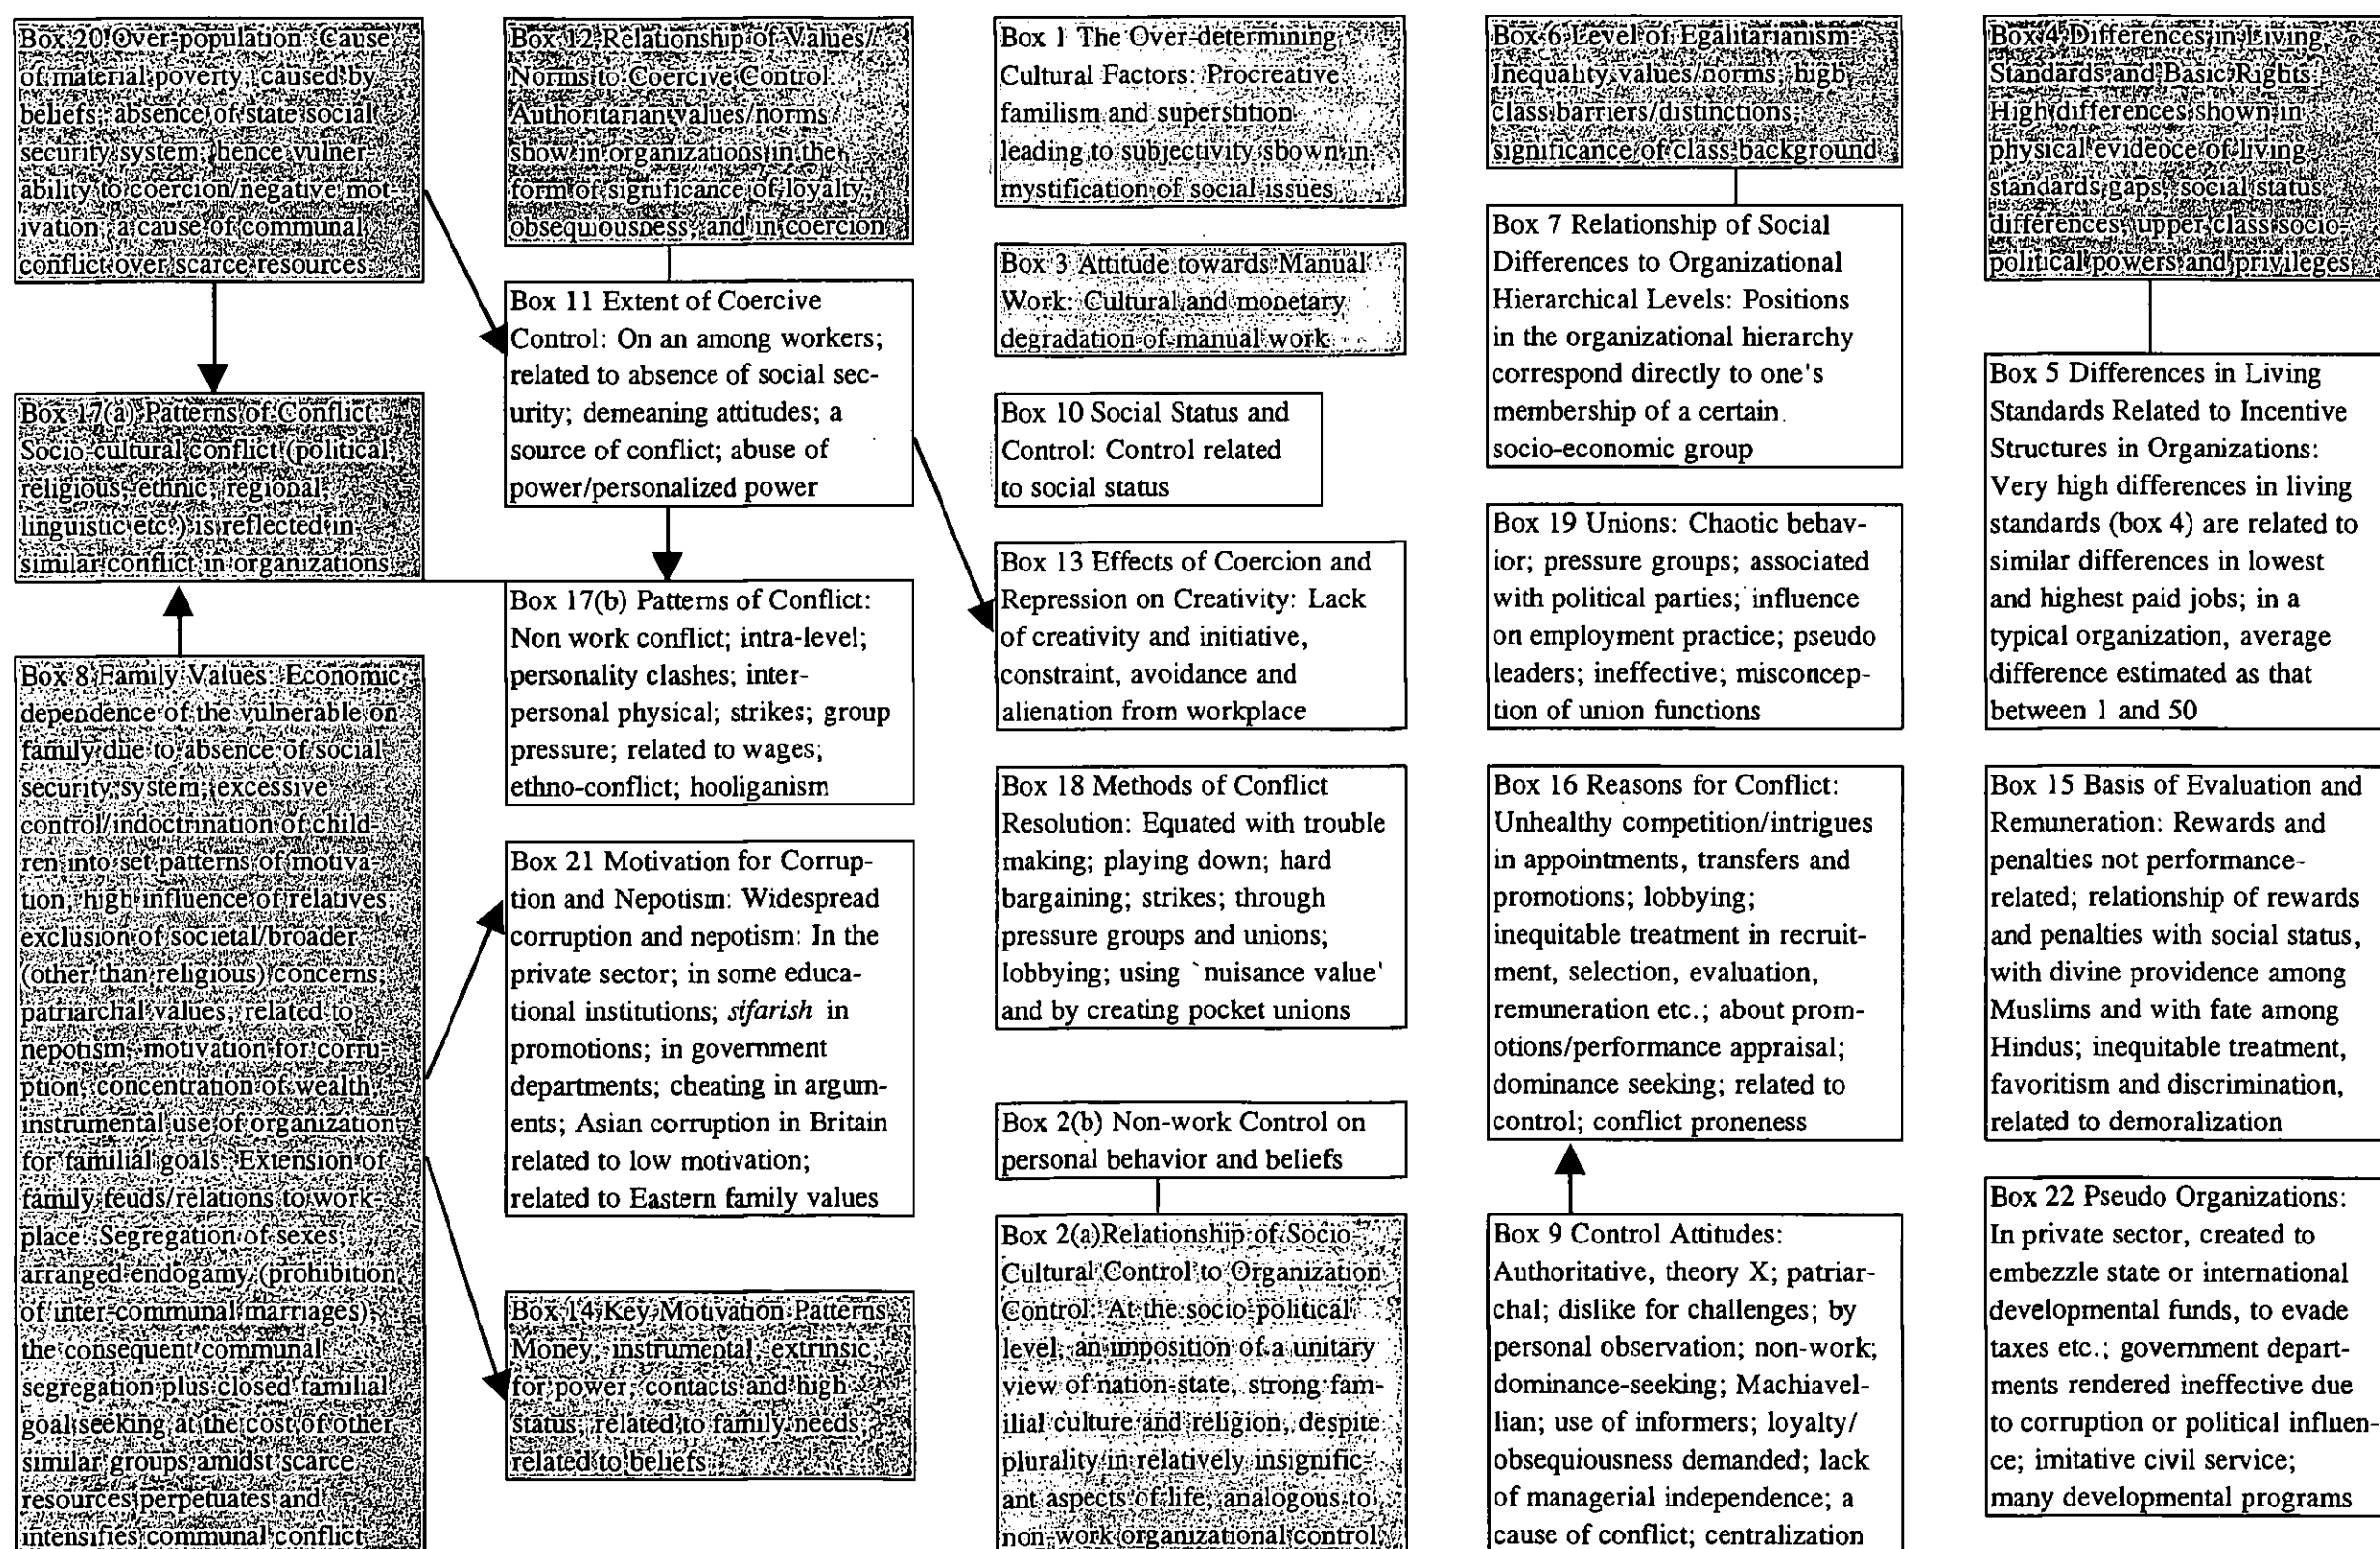 Box 20 Over-population: Cause
of material poverty; caused by
beliefs; absence of state social
security system; hence vulner
ability to coercion/negative mot-
ivation; a cause of communal
conflict over scarce resources
Box 17(a) Patterns of Conflict:
Socio-cultural conflict (political,
religious, ethnic, regional,
linguistic etc.) is reflected in
similar conflict in organizations
Box 8 Family Values: Economic
dependence of the vulnerable on
family due to absence of social
security system; excessive
control/indoctrination of child-
ren into set patterns of motiva-
tion; high influence of relatives;
exclusion of societal/broader
(other than religious) concerns;
patriarchal values; related to
nepotism; motivation for corru-
ption; concentration of wealth;
instrumental use of organization
for familial goals. Extension of
family feuds/relations to work-
place. Segregation of sexes,
arranged endogamy (prohibition
of inter-communal marriages),
the consequent communal
segregation plus closed familial
goal seeking at the cost of other
similar groups amidst scarce
resources perpetuates and
intensifies communal conflict
Box 12 Relationship of Values/
Norms to Coercive Control:
Authoritarian values/norms
show in organizations in the
form of significance of loyalty,
obsequiousness, and in coercion
Box 11 Extent of Coercive
Control: On an among workers;
related to absence of social sec-
urity; demeaning attitudes; a
source of conflict; abuse of
power/personalized power
Box 17(b) Patterns of Conflict:
Non work conflict; intra-level;
personality clashes; inter-
personal physical; strikes; group
pressure; related to wages;
ethno-conflict; hooliganism
Box 21 Motivation for Corrup-
tion and Nepotism: Widespread
corruption and nepotism: In the
private sector; in some educa-
tional institutions; sifarish in
promotions; in government
departments; cheating in argum-
ents; Asian corruption in Britain
related to low motivation;
related to Eastern family values
Box 14 Key Motivation Patterns
Money, instrumental, extrinsic,
for power, contacts and high
status, related to family needs,
related to beliefs
Box 1 The Over-determining
Cultural Factors: Procreative
familism and superstition
leading to subjectivity shown in
mystification of social issues
Box 3 Attitude towards Manual
Work: Cultural and monetary
degradation of manual work
Box 10 Social Status and
Control: Control related
to social status
Box 13 Effects of Coercion and
Repression on Creativity: Lack
of creativity and initiative,
constraint, avoidance and
alienation from workplace
Box 18 Methods of Conflict
Resolution: Equated with trouble
making; playing down; hard
bargaining; strikes; through
pressure groups and unions;
lobbying; using `nuisance value'
and by creating pocket unions
Box 2(b) Non-work Control on
personal behavior and beliefs
Box 2(a)Relationship of Socio-
Cultural Control to Organization
Control: At the socio-political
level, an imposition of a unitary
view of nation-state, strong fam-
ilial culture and religion, despite
plurality in relatively insignific-
ant aspects of life, analogous to
non-work organizational control
Box 6 Level of Egalitarianism:
Inequality values/norms; high
class barriers/distinctions;
significance of class background
Box 7 Relationship of Social
Differences to Organizational
Hierarchical Levels: Positions
in the organizational hierarchy
correspond directly to one's
membership of a certain.
socio-economic group
Box 19 Unions: Chaotic behav-
ior; pressure groups; associated
with political parties; influence
on employment practice; pseudo
leaders; ineffective; misconcep-
tion of union functions
Box 16 Reasons for Conflict:
Unhealthy competition/intrigues
in appointments, transfers and
promotions; lobbying;
inequitable treatment in recruit-
ment, selection, evaluation,
remuneration etc.; about prom-
otions/performance appraisal;
dominance seeking; related to
control; conflict proneness
Box 9 Control Attitudes:
Authoritative, theory X; patriar-
chal; dislike for challenges; by
personal observation; non-work;
dominance-seeking; Machiavel-
lian; use of informers; loyalty/
obsequiousness demanded; lack
of managerial independence; a
cause of conflict; centralization
Box 4 Differences in Living
Standards and Basic Rights:
High differences shown in
physical evidence of living
standards gaps; social status
differences; upper class socio-
political powers and privileges
Box 5 Differences in Living
Standards Related to Incentive
Structures in Organizations:
Very high differences in living
standards (box 4) are related to
similar differences in lowest
and highest paid jobs; in a
typical organization, average
difference estimated as that
between 1 and 50
Box 15 Basis of Evaluation and
Remuneration: Rewards and
penalties not performance-
related; relationship of rewards
and penalties with social status,
with divine providence among
Muslims and with fate among
Hindus; inequitable treatment,
favoritism and discrimination,
related to demoralization
Box 22 Pseudo Organizations:
In private sector, created to
embezzle state or international
developmental funds, to evade
taxes etc.; government depart-
ments rendered ineffective due
to corruption or political influen-
ce; imitative civil service;
many developmental programs